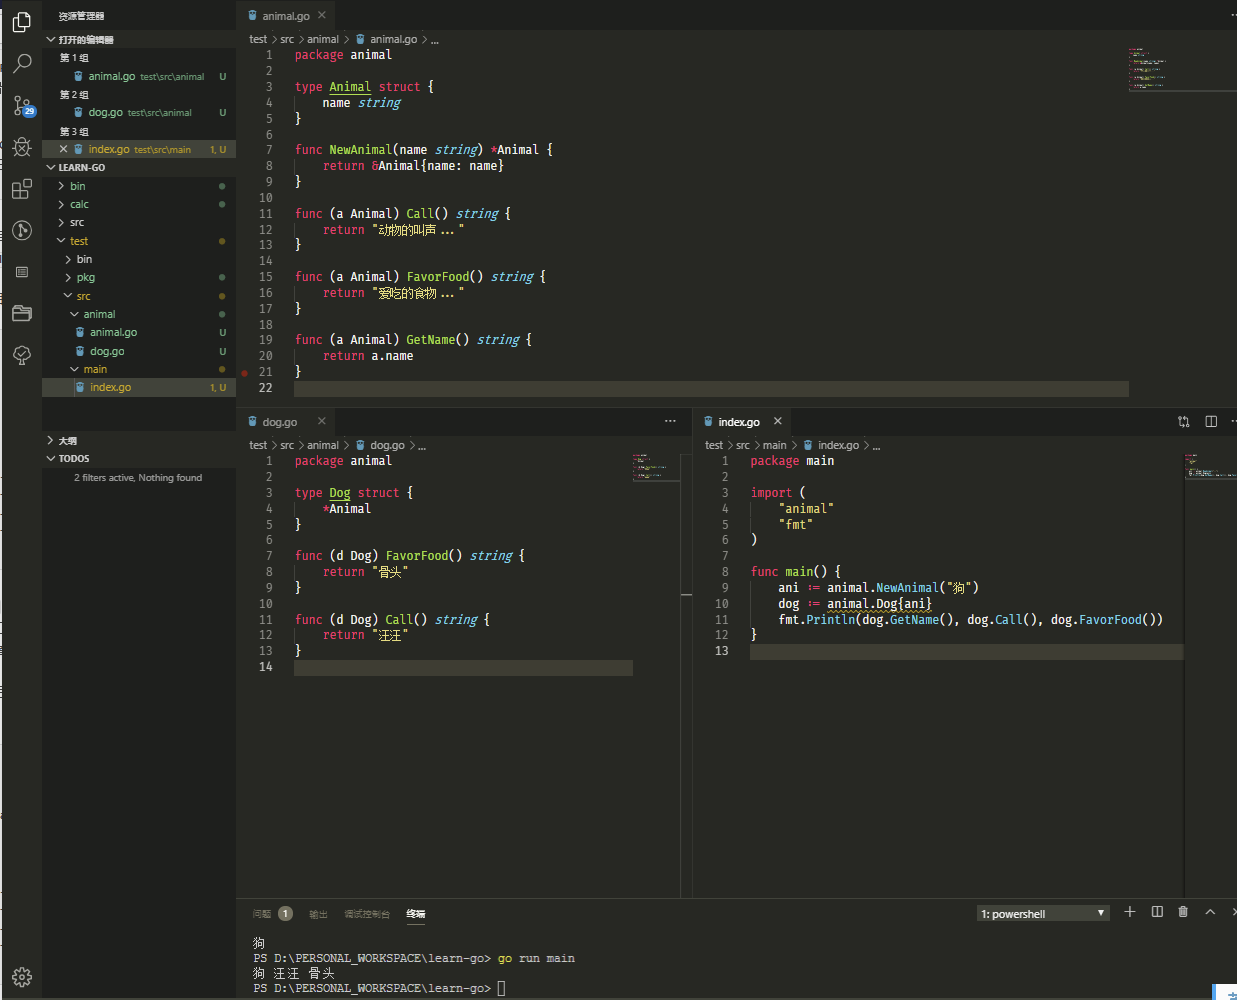 资源管理器
打开的编辑器
第 1 组
animal.go test\src\animal U
第 2 组
dog.go test\src\animal U
第 3 组
index.go test\src\main 1, U
LEARN-GO
bin
calc
src
test
bin
pkg
src
animal
animal.go U
dog.go U
main
index.go 1, U
大纲
TODOS
2 filters active, Nothing found
29
animal.go
test > src > animal > animal.go > ...
1 package animal
2
3 type Animal struct {
4 name string
5 }
6
7 func NewAnimal(name string) *Animal {
8 return &Animal{name: name}
9 }
10
11 func (a Animal) Call() string {
12 return "动物的叫声..."
13 }
14
15 func (a Animal) FavorFood() string {
16 return "爱吃的食物..."
17 }
18
19 func (a Animal) GetName() string {
20 return a.name
21 }
22
dog.go
test > src > animal > dog.go > ...
1 package animal
2
3 type Dog struct {
4 *Animal
5 }
6
7 func (d Dog) FavorFood() string {
8 return "骨头"
9 }
10
11 func (d Dog) Call() string {
12 return "汪汪"
13 }
14
index.go
test > src > main > index.go > ...
1 package main
2
3 import (
4 "animal"
5 "fmt"
6 )
7
8 func main() {
9 ani := animal.NewAnimal("狗")
10 dog := animal.Dog{ani}
11 fmt.Println(dog.GetName(), dog.Call(), dog.FavorFood())
12 }
13
问题 1 输出 调试控制台 终端
1: powershell
狗
PS D:\PERSONAL_WORKSPACE\learn-go> go run main
狗 汪汪 骨头
PS D:\PERSONAL_WORKSPACE\learn-go>